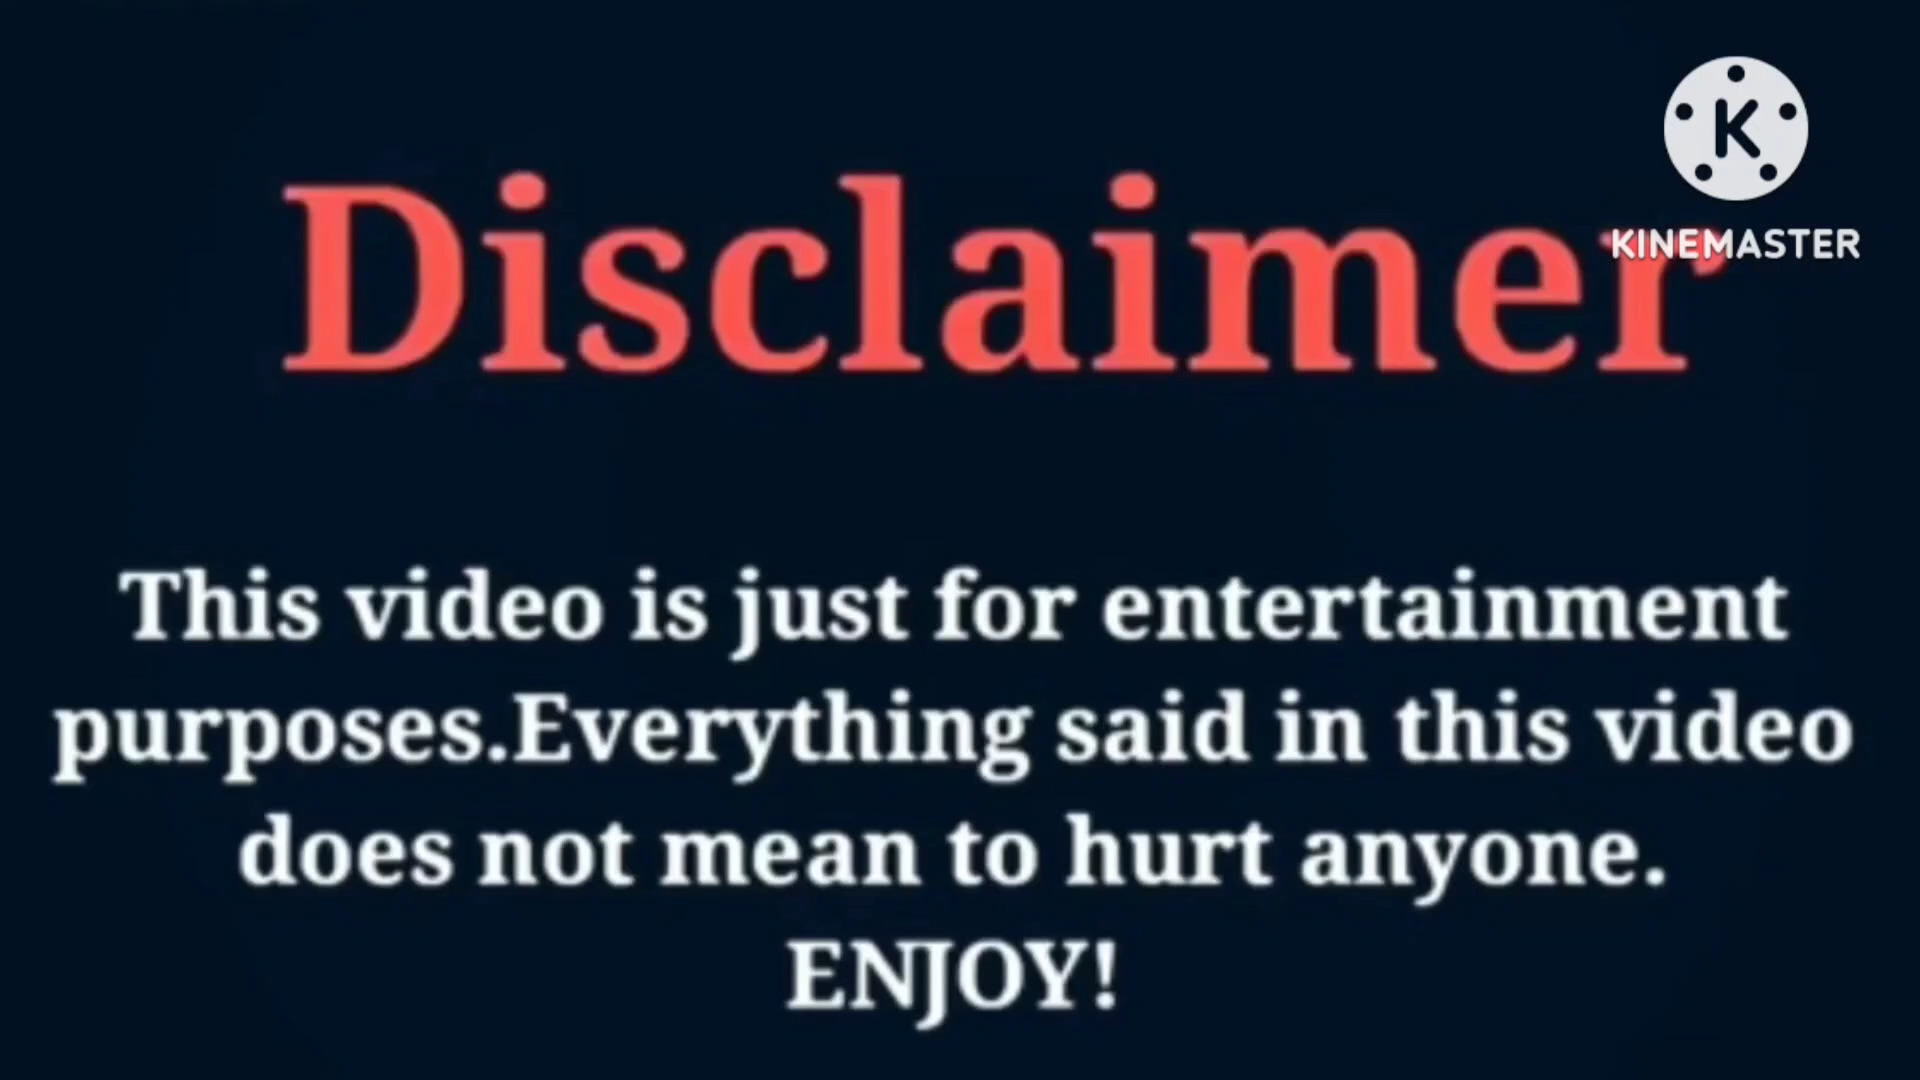 K
KINEMASTER
Disclaimer
This video is just for entertainment
purposes.Everything said in this video
does not mean to hurt anyone.
ENJOY!